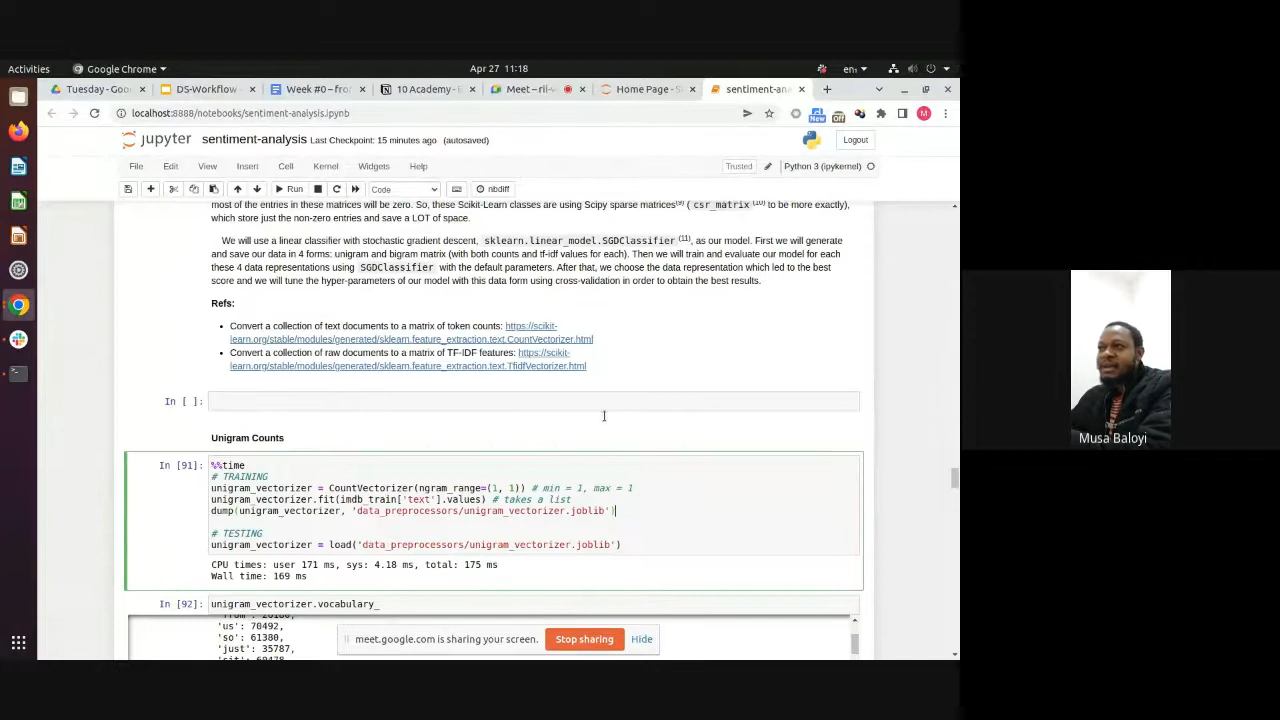 Activities
Google Chrome
Apr 27 11:18
en₁
Tuesday - Goo
DS-Workflow
Week #0 – fro
10 Academy - I
Meet – rii-v
Home Page - S
sentiment-ana
localhost:8888/notebooks/sentiment-analysis.ipynb
New
Off
M
jupyter
sentiment-analysis Last Checkpoint: 15 minutes ago (autosaved)
Logout
File
Edit
View
Insert
Cell
Kernel
Widgets
Help
Trusted
Python 3 (ipykernel)
Run
Code
nbdiff
most of the entries in these matrices will be zero. So, these Scikit-Learn classes are using Scipy sparse matrices(9) ( csr_matrix (10) to be more exactly),
which store just the non-zero entries and save a LOT of space.
We will use a linear classifier with stochastic gradient descent, sklearn.linear_model.SGDClassifier (11), as our model. First we will generate
and save our data in 4 forms: unigram and bigram matrix (with both counts and tf-idf values for each). Then we will train and evaluate our model for each
these 4 data representations using SGDClassifier with the default parameters. After that, we choose the data representation which led to the best
score and we will tune the hyper-parameters of our model with this data form using cross-validation in order to obtain the best results.
Refs:
• Convert a collection of text documents to a matrix of token counts: https://scikit-
learn.org/stable/modules/generated/sklearn.feature_extraction.text.CountVectorizer.html
• Convert a collection of raw documents to a matrix of TF-IDF features: https://scikit-
learn.org/stable/modules/generated/sklearn.feature_extraction.text.TfidfVectorizer.html
In [ ]:
Unigram Counts
In [91]:
%%time
# TRAINING
unigram_vectorizer = CountVectorizer(ngram_range=(1, 1)) # min = 1, max = 1
unigram_vectorizer.fit(imdb_train['text'].values) # takes a list
dump(unigram_vectorizer, 'data_preprocessors/unigram_vectorizer.joblib')
# TESTING
unigram_vectorizer = load('data_preprocessors/unigram_vectorizer.joblib')
CPU times: user 171 ms, sys: 4.18 ms, total: 175 ms
Wall time: 169 ms
In [92]:
unigram_vectorizer.vocabulary_
'us': 70492,
'so': 61380,
'just': 35787,
meet.google.com is sharing your screen.
Stop sharing
Hide
Musa Baloyi